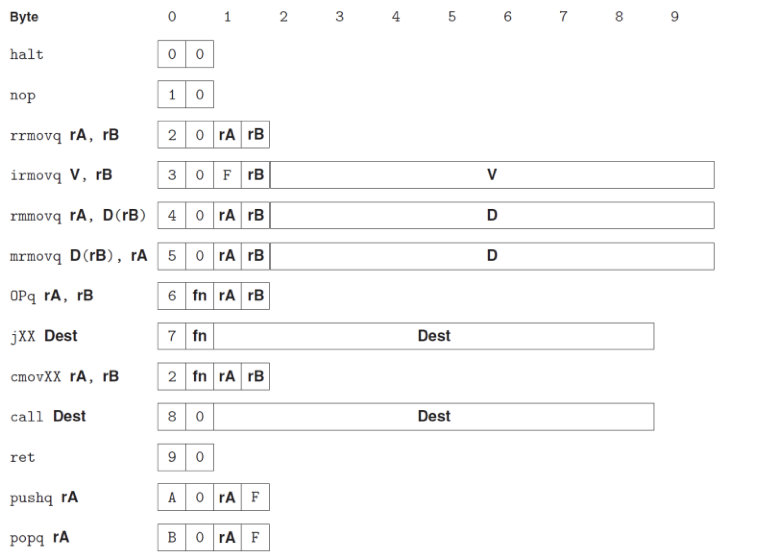 Byte 0 1 2 3 4 5 6 7 8 9
halt 0 0
nop 1 0
rrmovq rA, rB 2 0 rA rB
irmovq V, rB 3 0 F rB V
rmmovq rA, D(rB) 4 0 rA rB D
mrmovq D(rB), rA 5 0 rA rB D
OPq rA, rB 6 fn rA rB
jXX Dest 7 fn Dest
cmovXX rA, rB 2 fn rA rB
call Dest 8 0 Dest
ret 9 0
pushq rA A 0 rA F
popq rA B 0 rA F